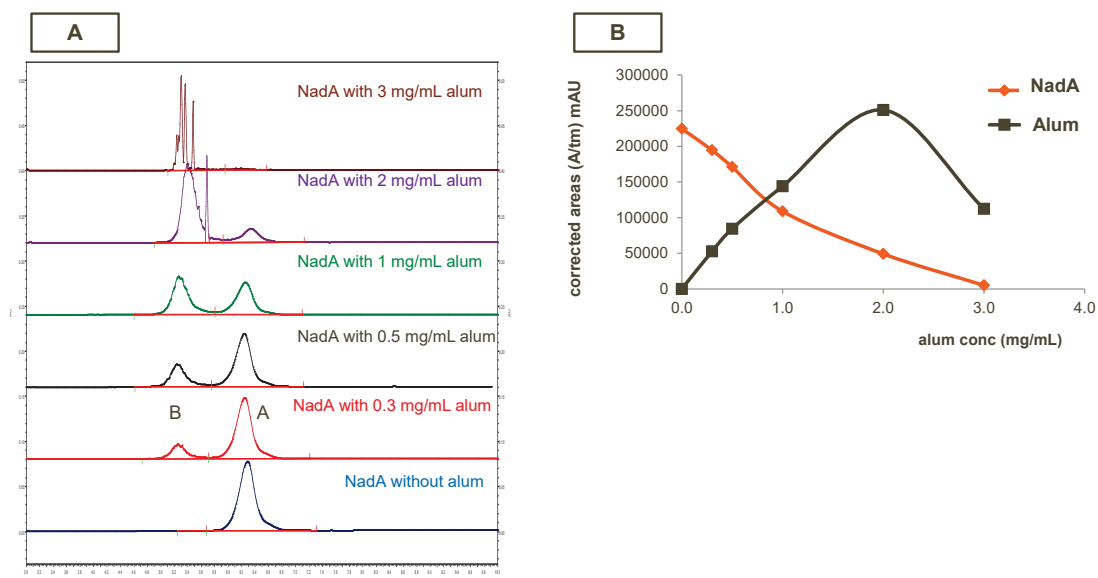 A
NadA with 3 mg/mL alum
NadA with 2 mg/mL alum
NadA with 1 mg/mL alum
NadA with 0.5 mg/mL alum
B
A
NadA with 0.3 mg/mL alum
NadA without alum
B
corrected areas (A/tm) mAU
300000
250000
200000
150000
100000
50000
0
0.0
1.0
2.0
3.0
4.0
alum conc (mg/mL)
NadA
Alum